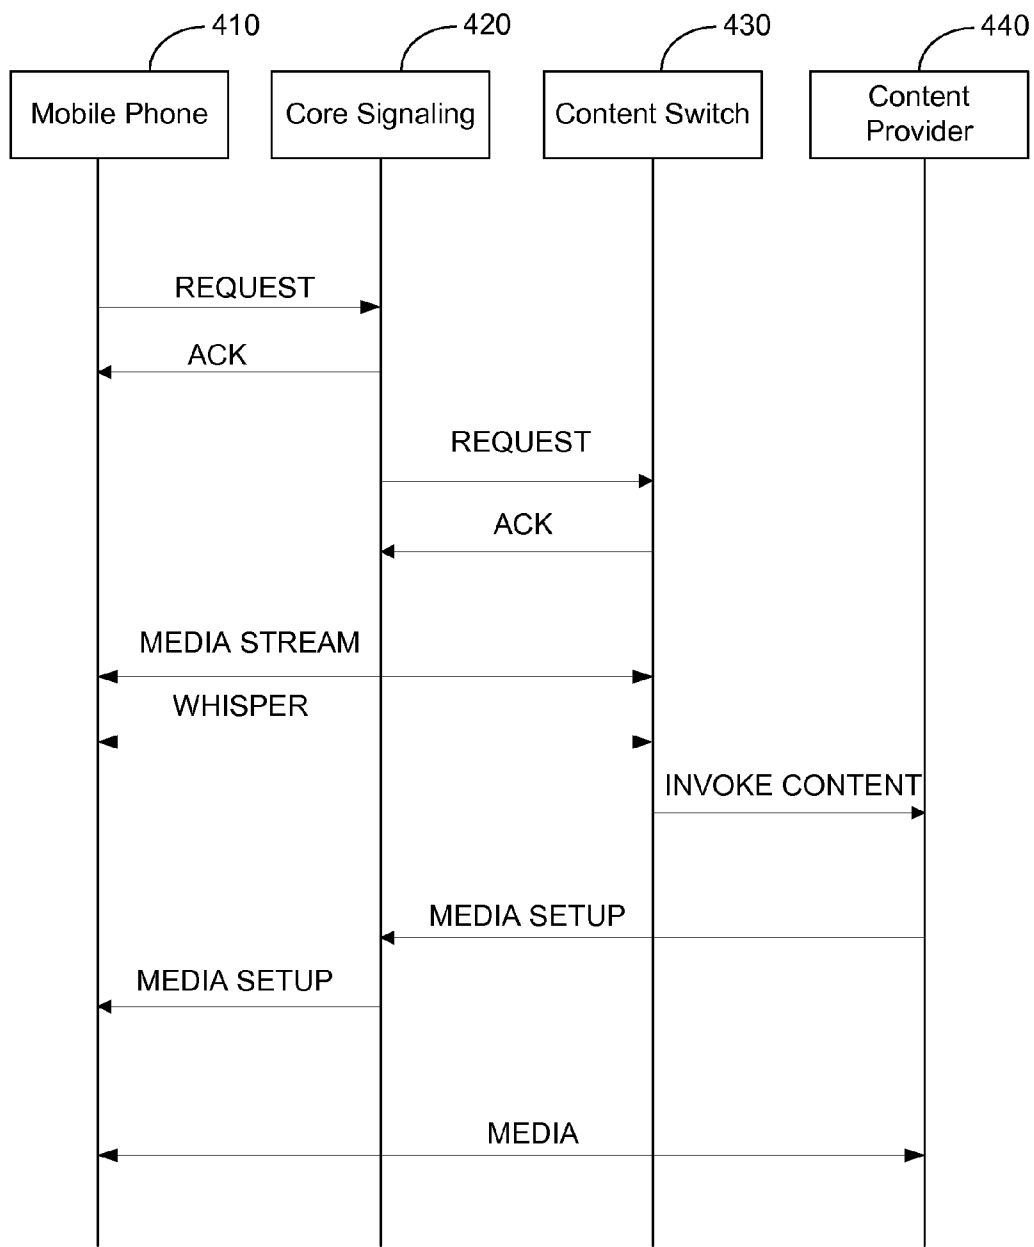 410
420
430
440
Mobile Phone
Core Signaling
Content Switch
Content
Provider
REQUEST
ACK
REQUEST
ACK
MEDIA STREAM
WHISPER
INVOKE CONTENT
MEDIA SETUP
MEDIA SETUP
MEDIA